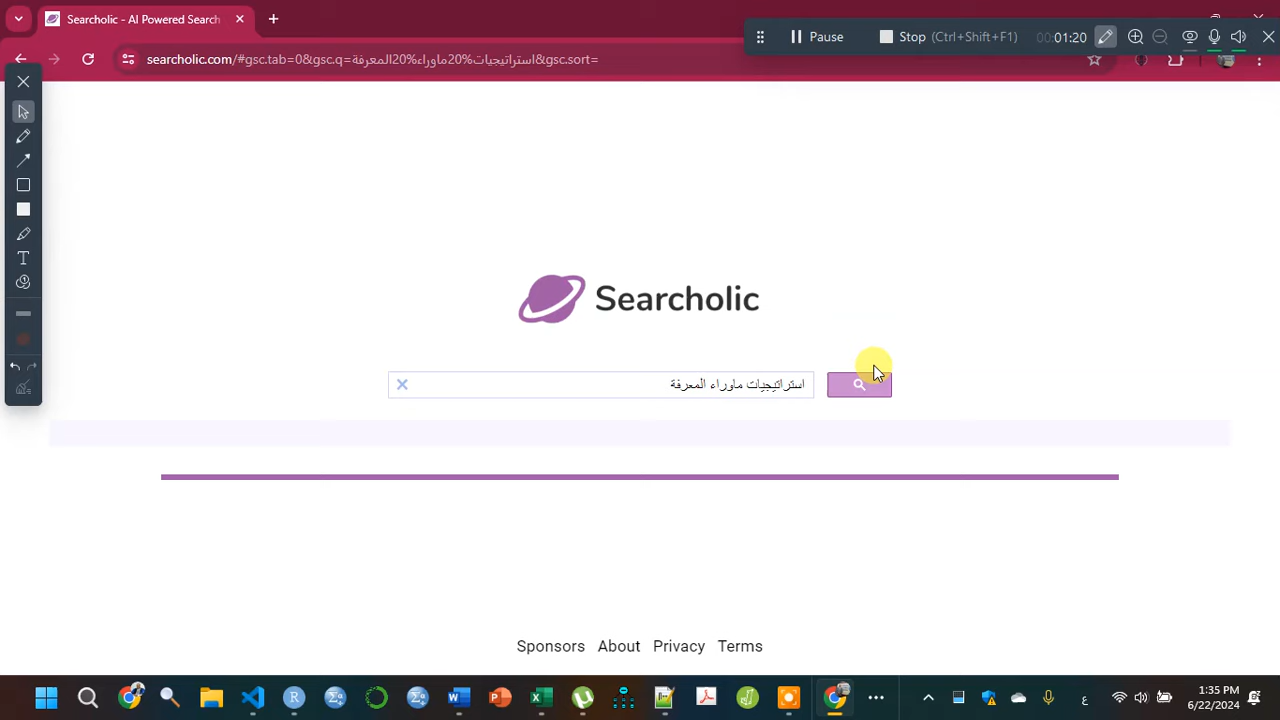 Searcholic - AI Powered Search
Pause
Stop (Ctrl+Shift+F1)
00:01:20
searcholic.com/#gsc.tab=0&gsc.q=استراتيجيات%20ماوراء%20المعرفة&gsc.sort=
Searcholic
استراتيجيات ماوراء المعرفة
Sponsors About Privacy Terms
ع
1:35 PM
6/22/2024